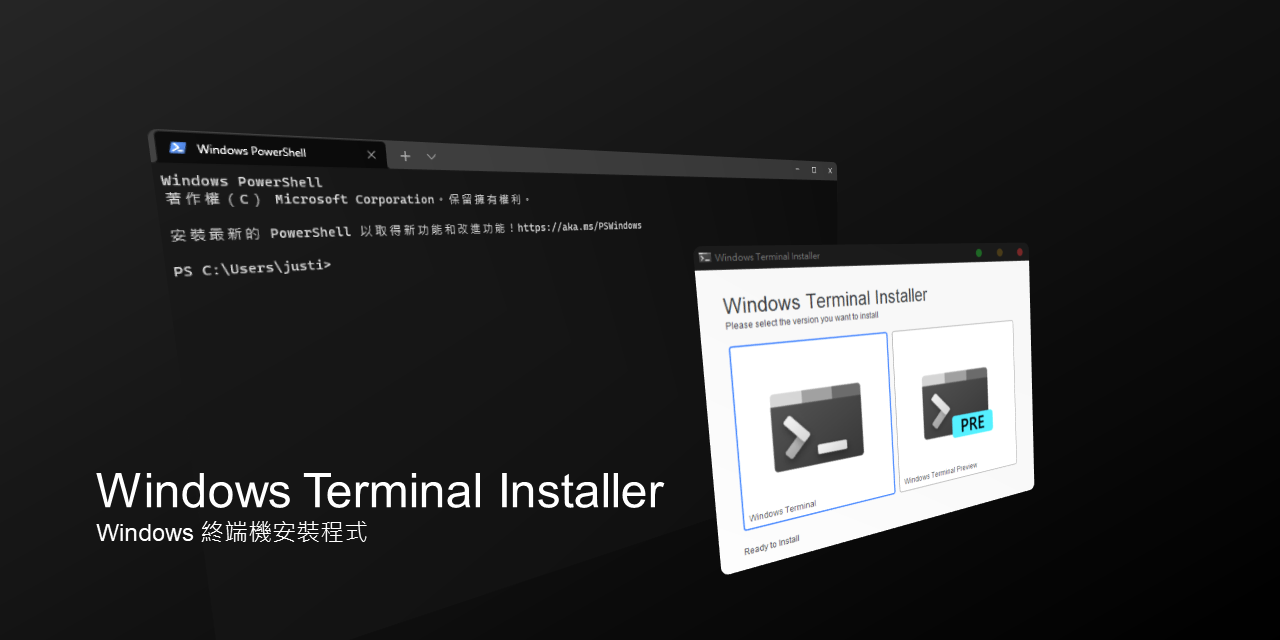 Windows PowerShell
Windows PowerShell
著作權 (C) Microsoft Corporation。保留擁有權利。
安裝最新的 PowerShell 以取得新功能和改進功能！https://aka.ms/PSWindows
PS C:\Users\justi>
Windows Terminal Installer
Windows Terminal Installer
Please select the version you want to install
Windows Terminal
Windows Terminal Preview
PRE
Ready to install
Windows Terminal Installer
Windows 終端機安裝程式